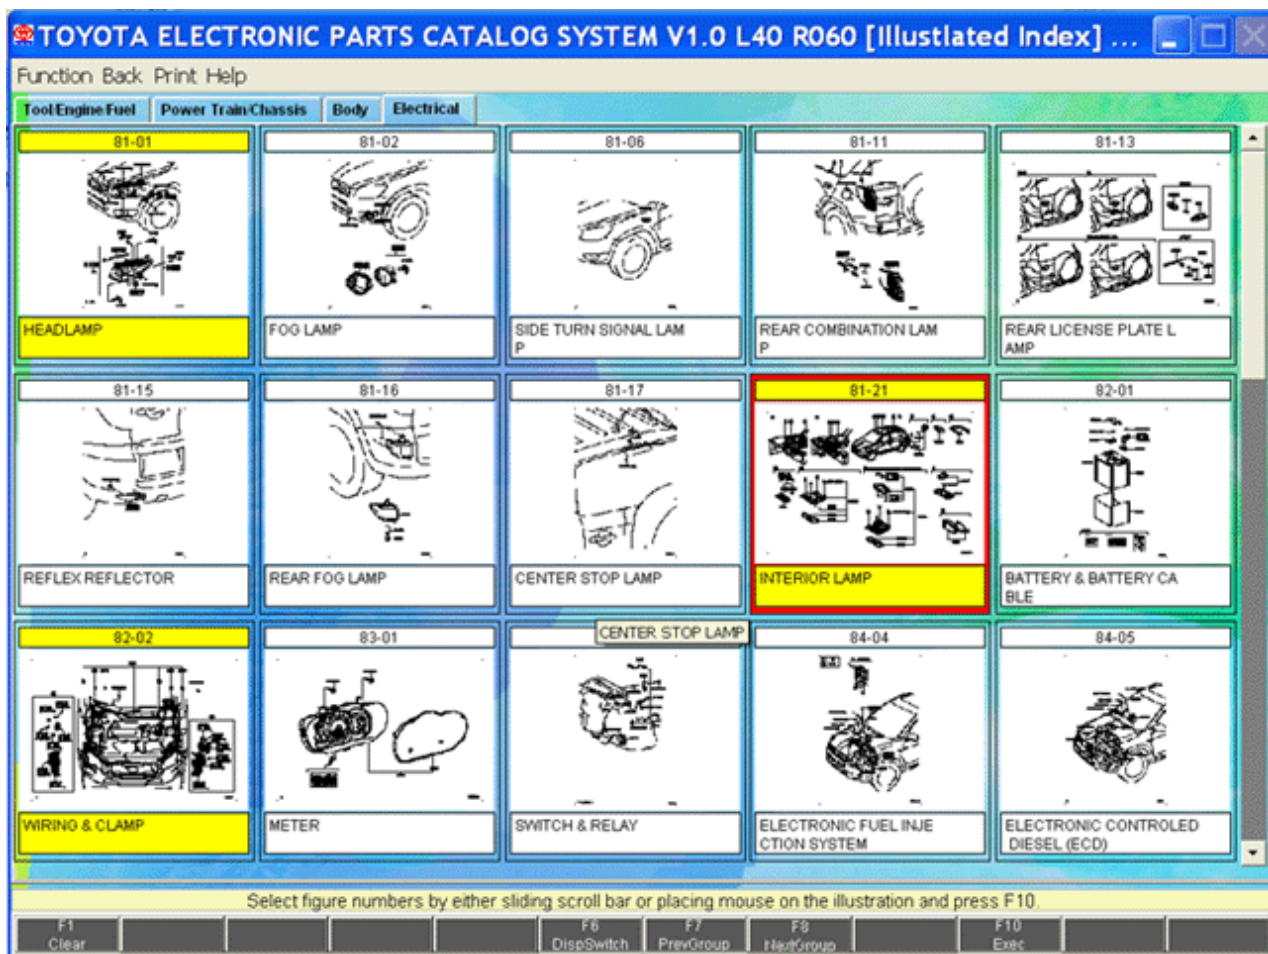 TOYOTA ELECTRONIC PARTS CATALOG SYSTEM V1.0 L40 R060 [Illustlated Index] ...
Function Back Print Help
Tool/Engine/Fuel Power Train/Chassis Body Electrical
81-01 81-02 81-06 81-11 81-13
HEADLAMP FOG LAMP SIDE TURN SIGNAL LAM REAR COMBINATION LAM REAR LICENSE PLATE L
P P AMP
81-15 81-16 81-17 81-21 82-01
REFLEX REFLECTOR REAR FOG LAMP CENTER STOP LAMP INTERIOR LAMP BATTERY & BATTERY CA
BLE
82-02 83-01 CENTER STOP LAMP 84-04 84-05
WIRING & CLAMP METER SWITCH & RELAY ELECTRONIC FUEL INJE ELECTRONIC CONTROLED
CTION SYSTEM DIESEL (ECD)
Select figure numbers by either sliding scroll bar or placing mouse on the illustration and press F10.
F1 F6 F7 F8 F10
Clear DispSwitch PrevGroup NextGroup Exec